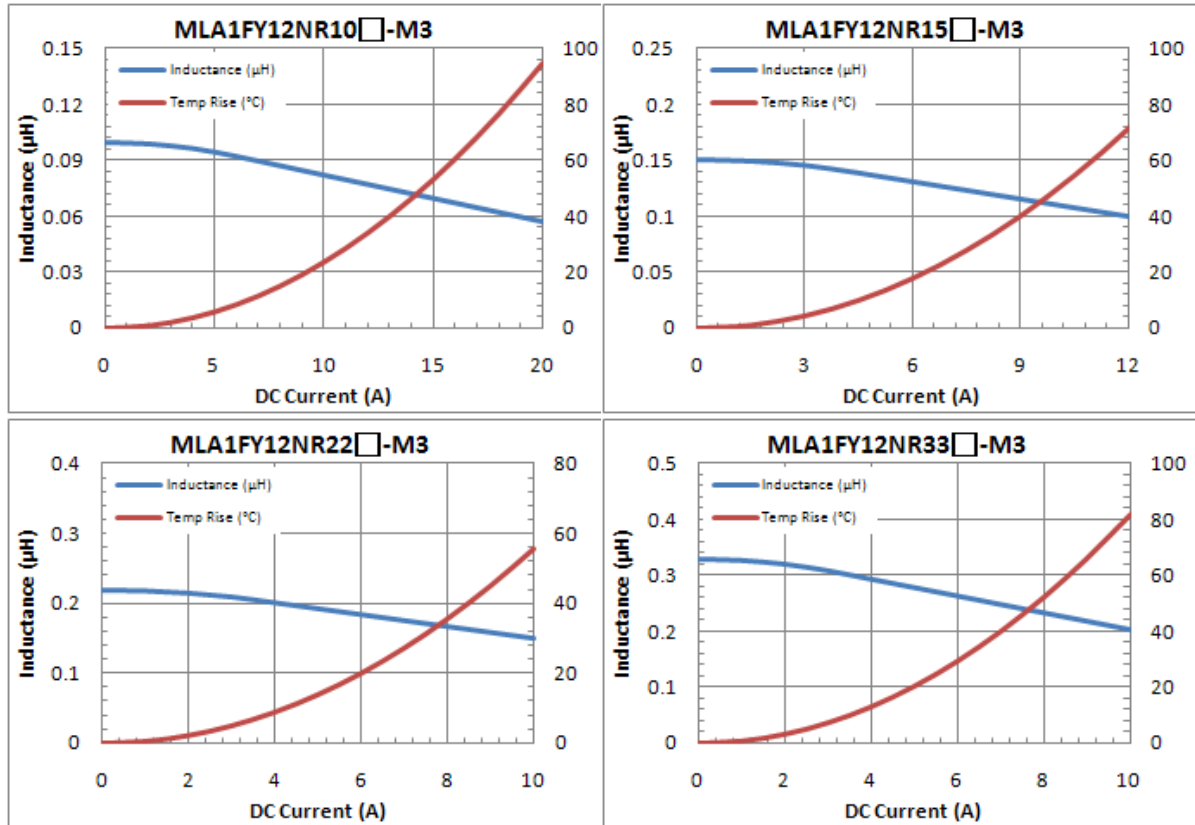 MLA1FY12NR10□-M3
Inductance (µH)
Temp Rise (°C)
0.15
0.12
0.09
0.06
0.03
0
Inductance (µH)
100
80
60
40
20
0
0 5 10 15 20
DC Current (A)
MLA1FY12NR15□-M3
Inductance (µH)
Temp Rise (°C)
0.25
0.2
0.15
0.1
0.05
0
Inductance (µH)
100
80
60
40
20
0
0 3 6 9 12
DC Current (A)
MLA1FY12NR22□-M3
Inductance (µH)
Temp Rise (°C)
0.4
0.3
0.2
0.1
0
Inductance (µH)
80
60
40
20
0
0 2 4 6 8 10
DC Current (A)
MLA1FY12NR33□-M3
Inductance (µH)
Temp Rise (°C)
0.5
0.4
0.3
0.2
0.1
0
Inductance (µH)
100
80
60
40
20
0
0 2 4 6 8 10
DC Current (A)